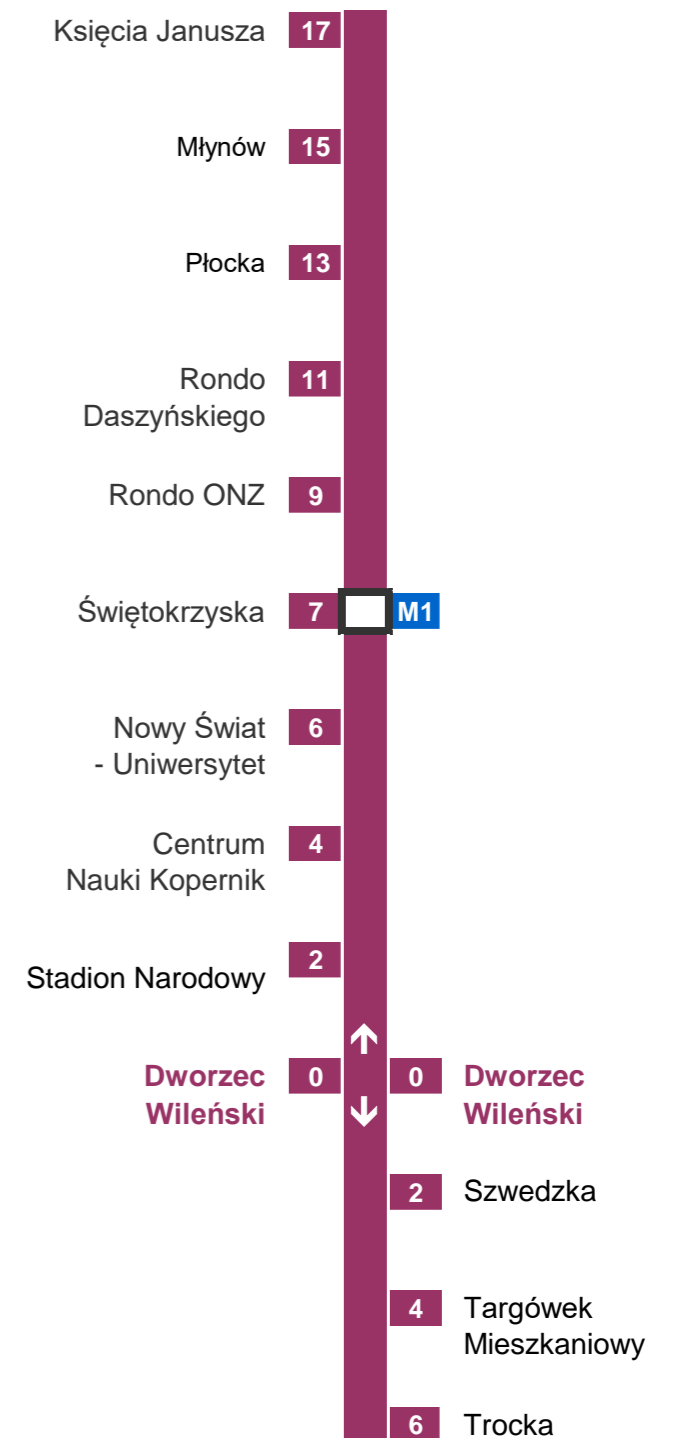 Księcia Janusza 17
Młynów 15
Płocka 13
Rondo 11
Daszyńskiego
Rondo ONZ 9
Świętokrzyska 7 M1
Nowy Świat 6
- Uniwersytet
Centrum 4
Nauki Kopernik
2
Stadion Narodowy
Dworzec 0 0 Dworzec
Wileński Wileński
2 Szwedzka
4 Targówek
Mieszkaniowy
6 Trocka